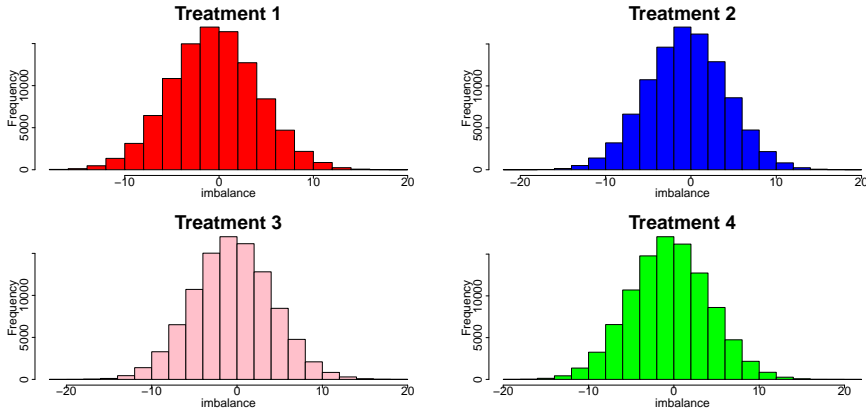 Treatment 1
Frequency
0 5000 10000
−10 0 10 20
imbalance
Treatment 2
Frequency
0 5000 10000
−20 −10 0 10 20
imbalance
Treatment 3
Frequency
0 5000 10000
−20 −10 0 10 20
imbalance
Treatment 4
Frequency
0 5000 10000
−20 −10 0 10 20
imbalance